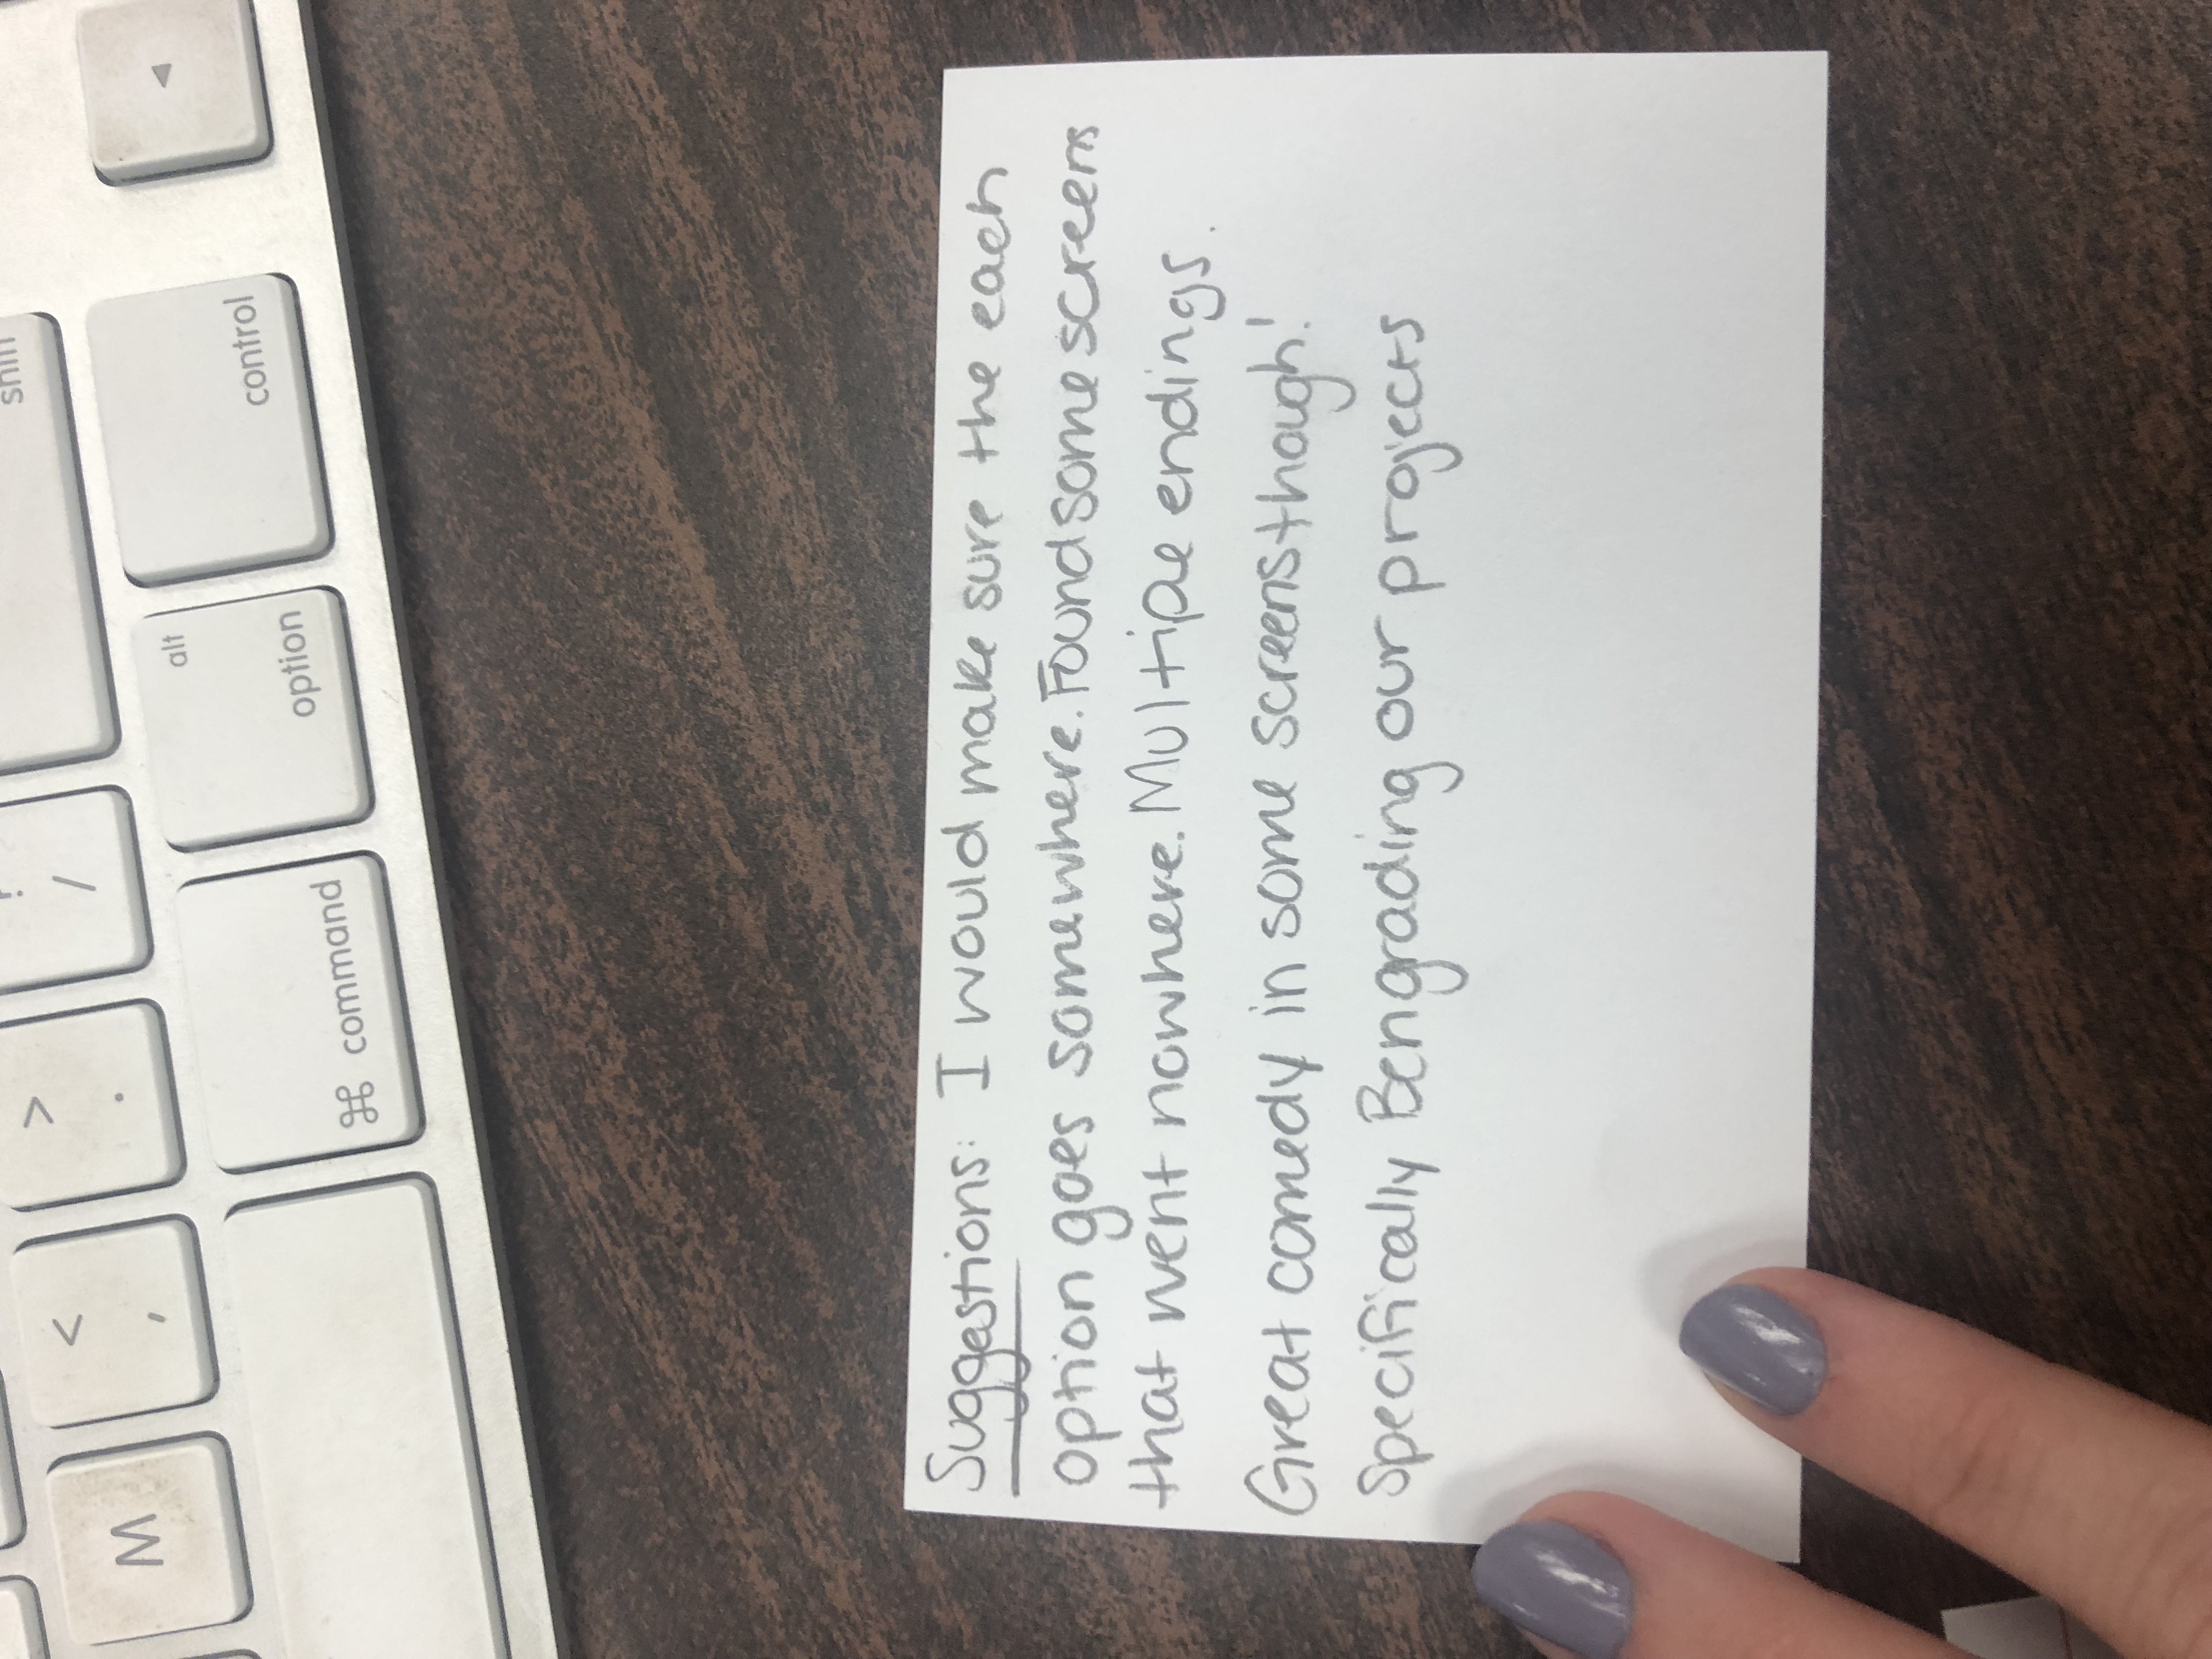 shift
M
<
,
>
.
?
/
alt
option
control
⌘ command
◄
Suggestions: I would make sure the each
option goes somewhere. Found some screens
that went nowhere. Multiple endings.
Great comedy in some screens though!
Specifically Ben grading our projects